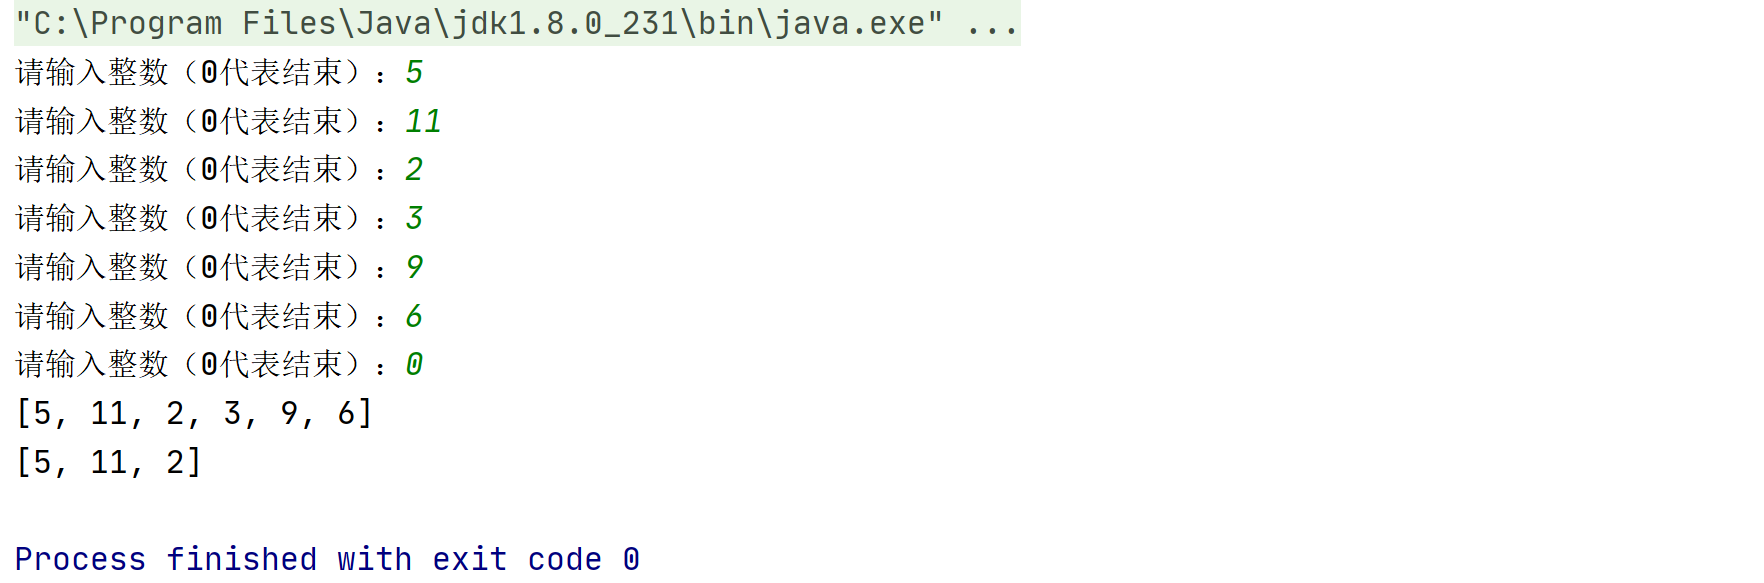 "C:\Program Files\Java\jdk1.8.0_231\bin\java.exe" ...
请输入整数（0代表结束）：5
请输入整数（0代表结束）：11
请输入整数（0代表结束）：2
请输入整数（0代表结束）：3
请输入整数（0代表结束）：9
请输入整数（0代表结束）：6
请输入整数（0代表结束）：0
[5, 11, 2, 3, 9, 6]
[5, 11, 2]
Process finished with exit code 0